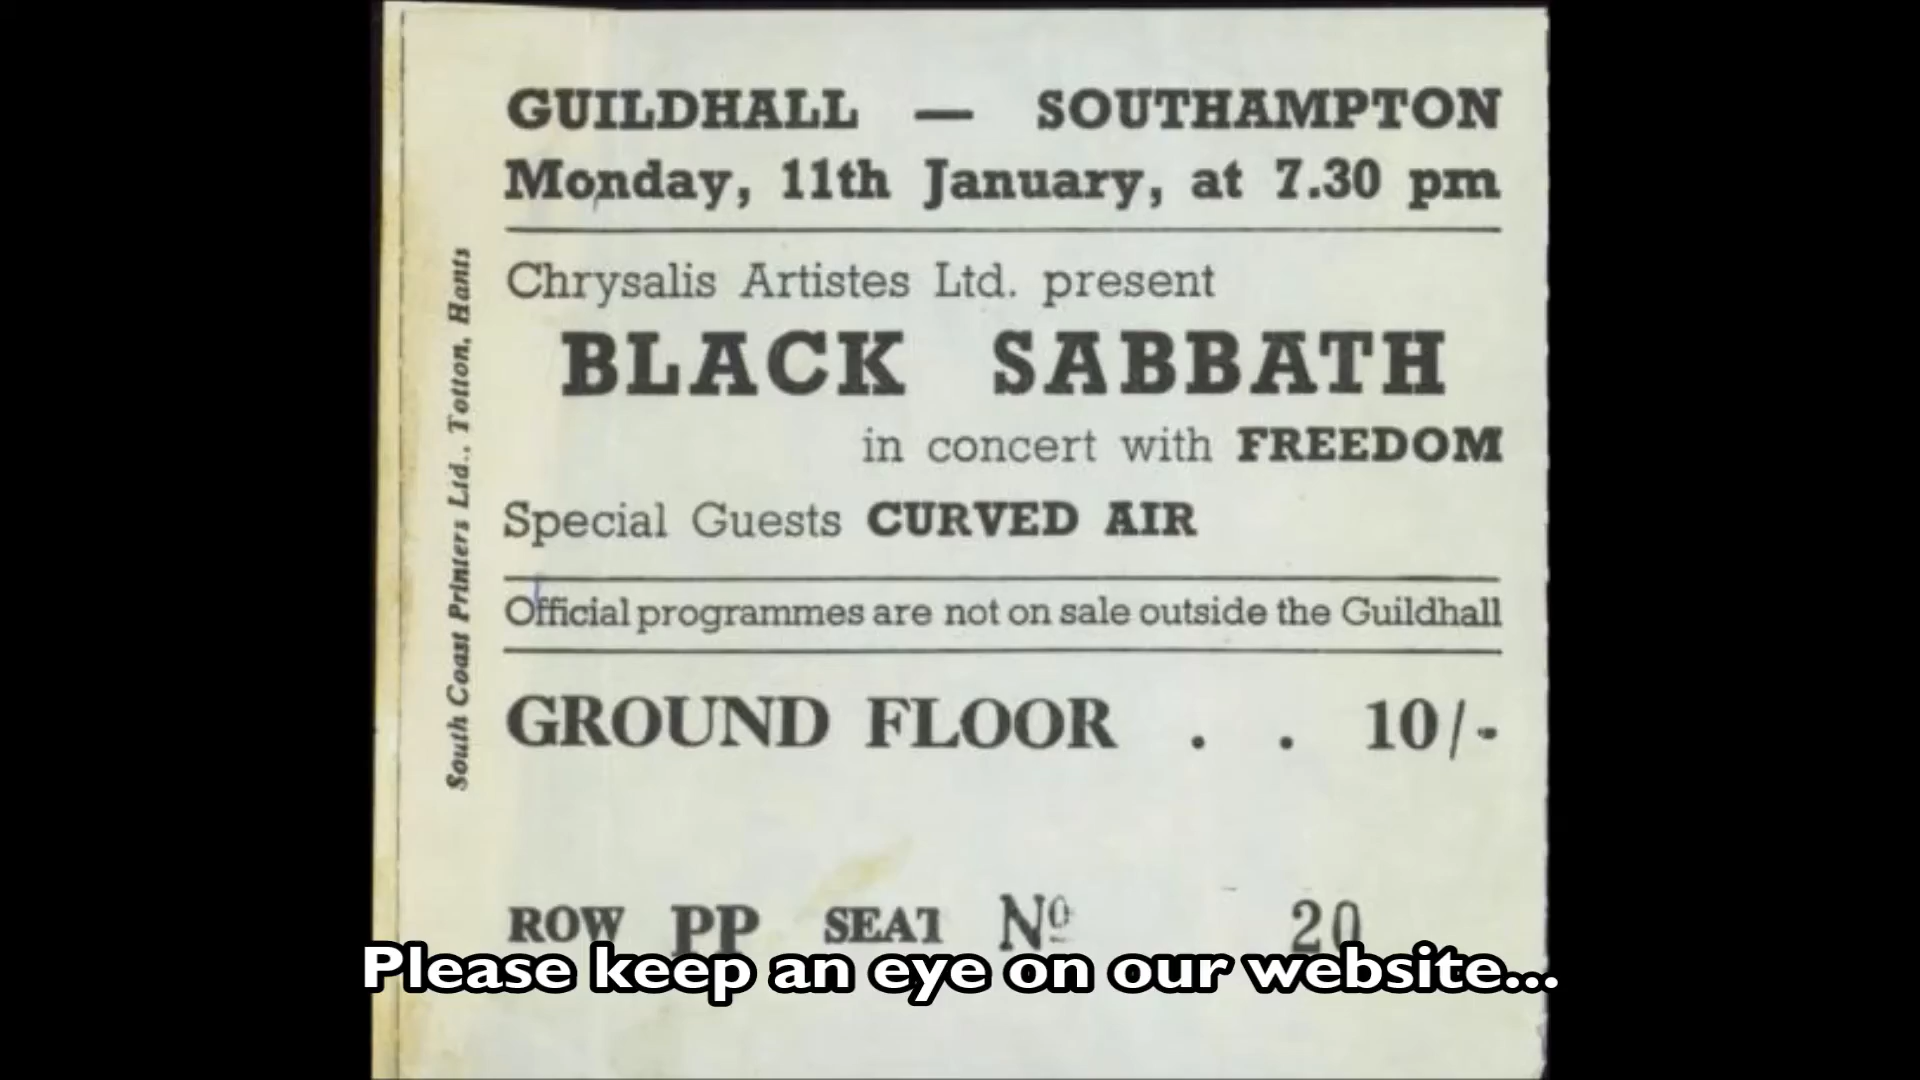 GUILDHALL — SOUTHAMPTON
Monday, 11th January, at 7.30 pm
Chrysalis Artistes Ltd. present
BLACK SABBATH
in concert with FREEDOM
Special Guests CURVED AIR
Official programmes are not on sale outside the Guildhall
GROUND FLOOR . . 10/-
ROW PP SEAT Nº 20
South Coast Printers Ltd., Totton, Hants
Please keep an eye on our website...